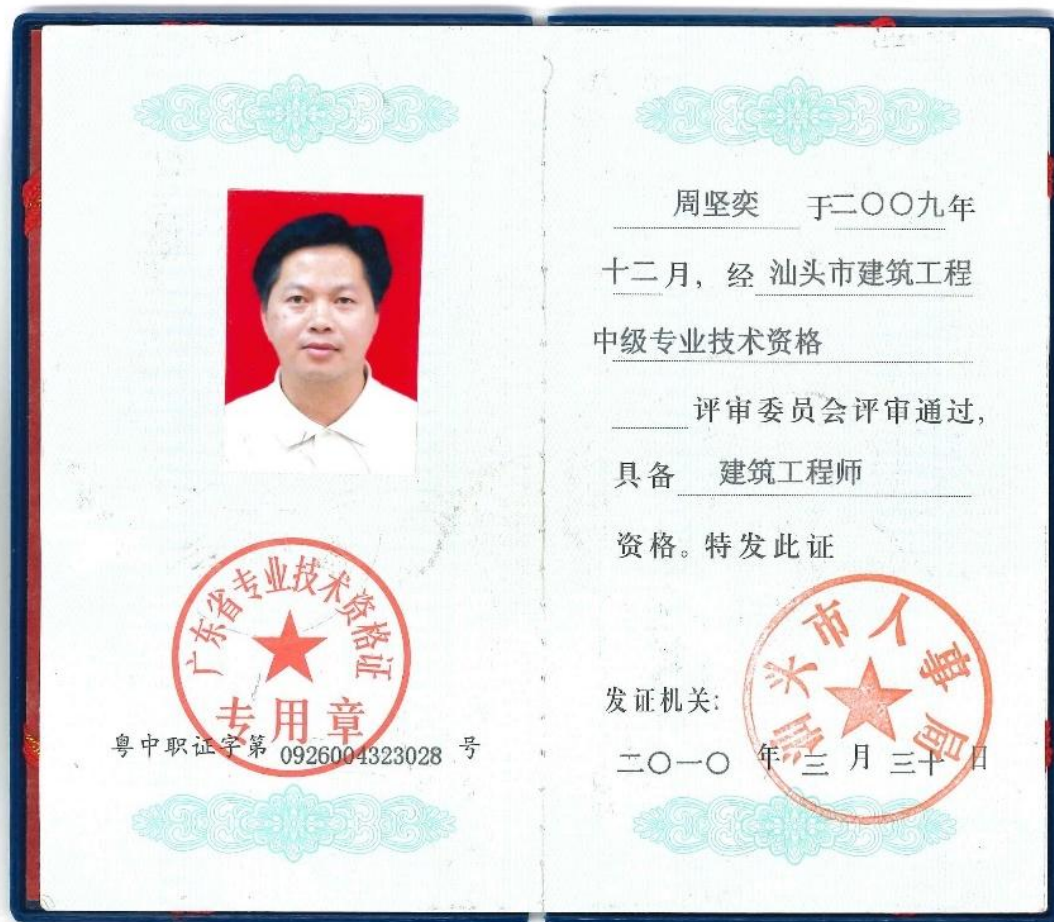 广东省专业技术资格证
专用章
粤中职证字第 0926004323028 号
周坚奕 于二〇〇九年
十二月，经 汕头市建筑工程
中级专业技术资格
评审委员会评审通过，
具备 建筑工程师
资格。特发此证
汕头市人事局
发证机关：
二〇一〇 年 三 月 三十 日